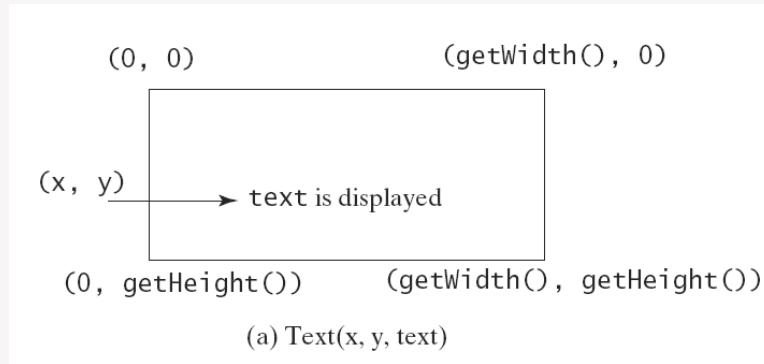 (0, 0) (getWidth(), 0)
(x, y)
text is displayed
(0, getHeight()) (getWidth(), getHeight())
(a) Text(x, y, text)